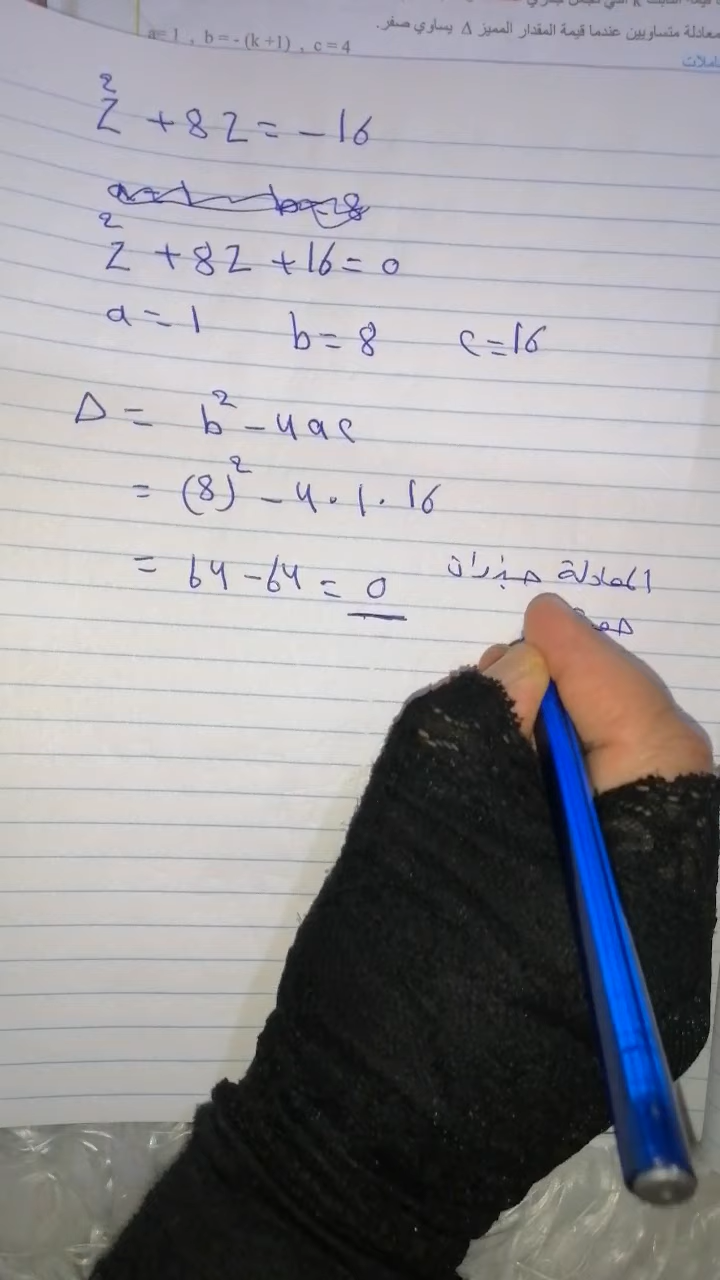 معادلة متساويين عندما قيمة المقدار المميز Δ يساوي صفر.
a= 1 , b = - (k +1) , c = 4
z² + 8z = -16
z² + 8z + 16 = 0
a = 1 b = 8 c = 16
Δ = b² - 4ac
= (8)² - 4 · 1 · 16
= 64 - 64 = 0 المعادلة جذران